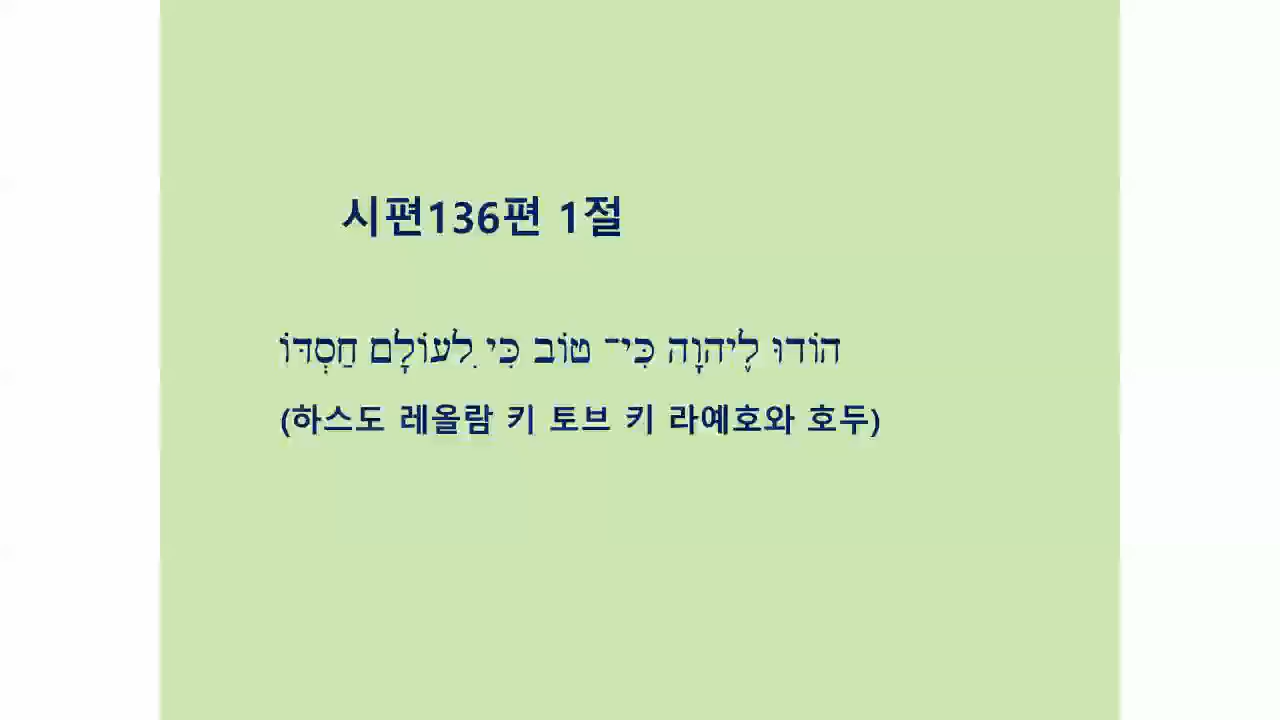 시편136편 1절
הוֹדוּ לֶיהוָה כִּי־ טוֹב כִּי לִעוֹלָם חַסְדּוֹ
(하스도 레올람 키 토브 키 라예호와 호두)